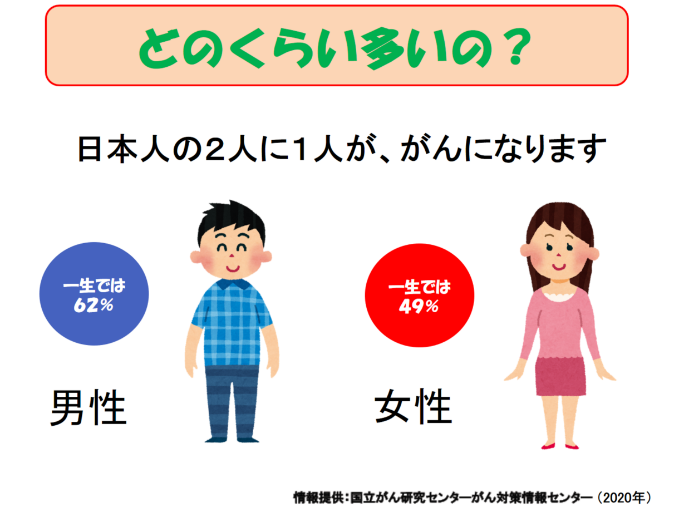 どのくらい多いの？
日本人の２人に１人が、がんになります
一生では
62%
一生では
49%
男性
女性
情報提供：国立がん研究センターがん対策情報センター（2020年）